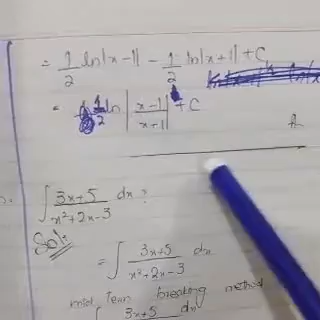 = 1/2 ln|x-1| - 1/2 ln|x+1| + C
= 1/2 ln |x-1/x+1| + C
∫ 3x+5/x²+2x-3 dx ?
Sol:
= ∫ 3x+5/x²+2x-3 dx
mid Term breaking method
∫ 3x+5 dx